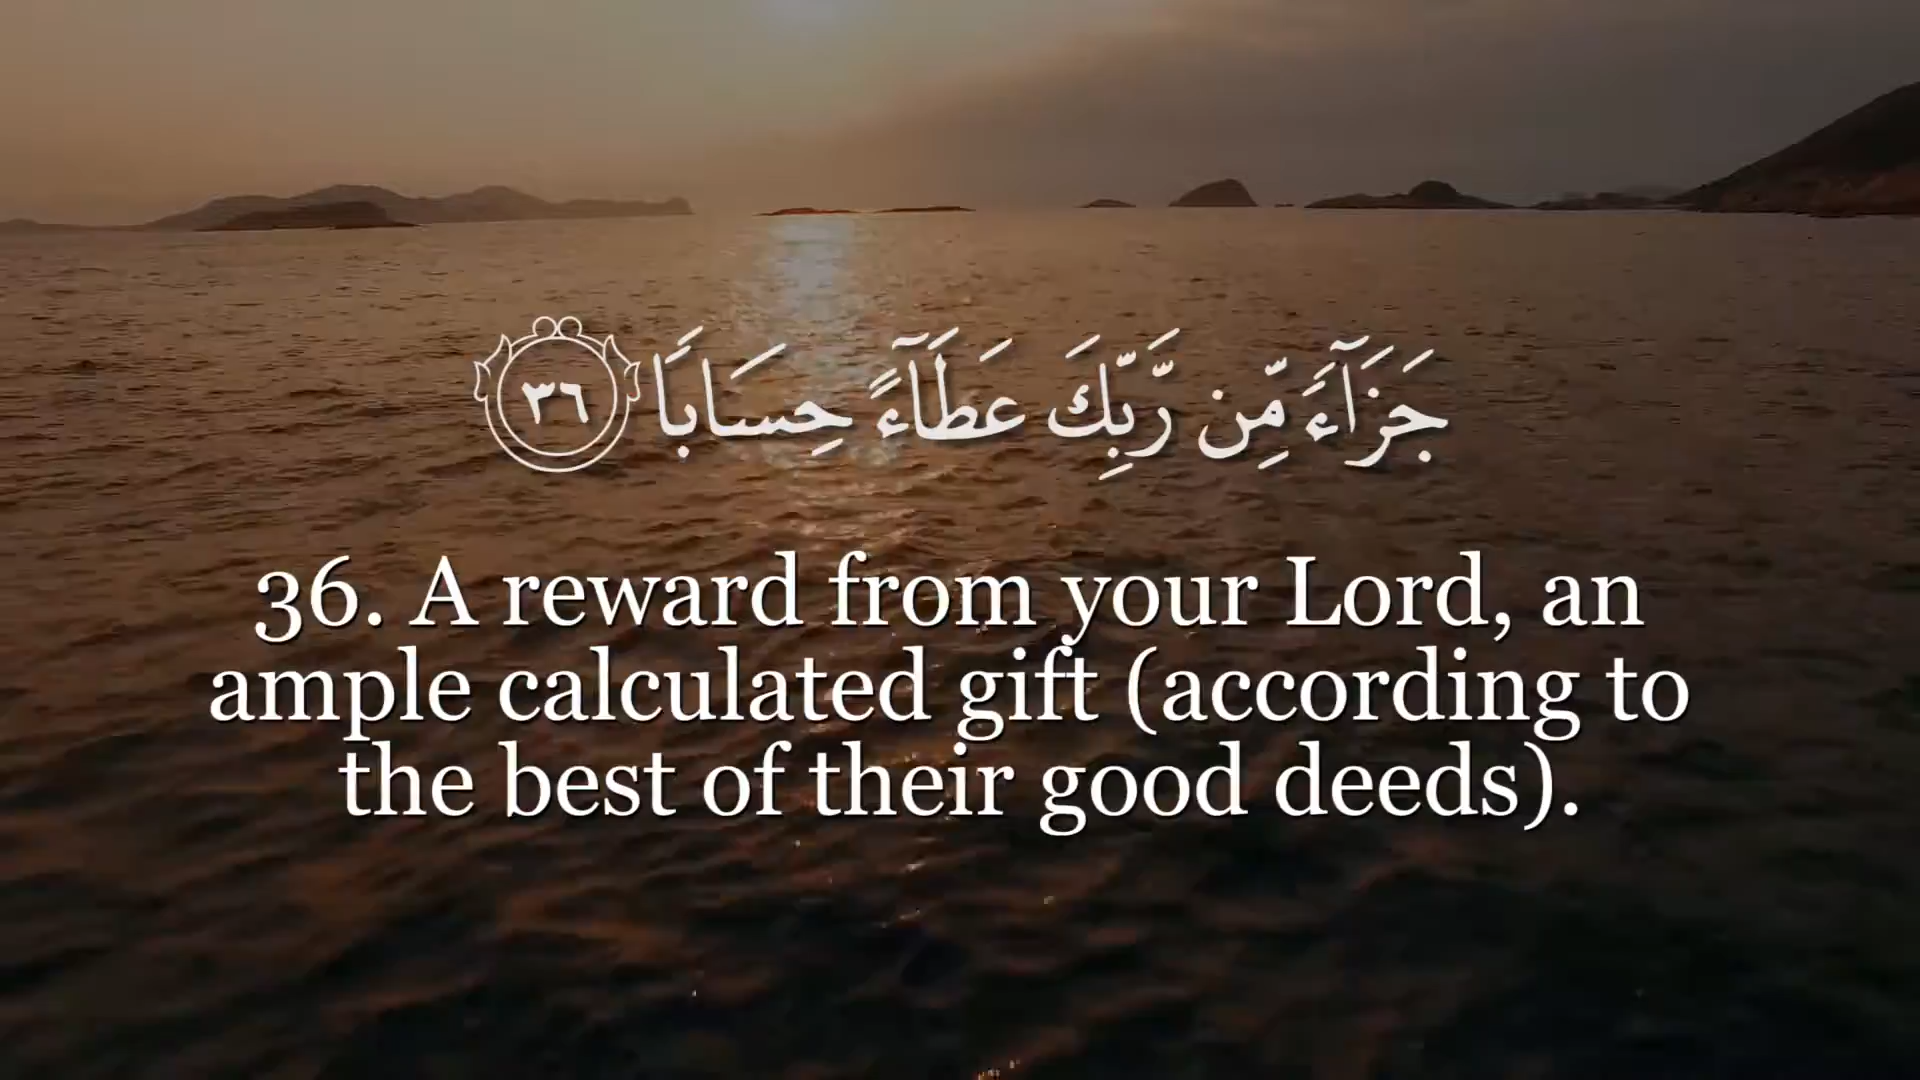 جَزَآءً مِّن رَّبِّكَ عَطَآءً حِسَابًا ٣٦
36. A reward from your Lord, an
ample calculated gift (according to
the best of their good deeds).